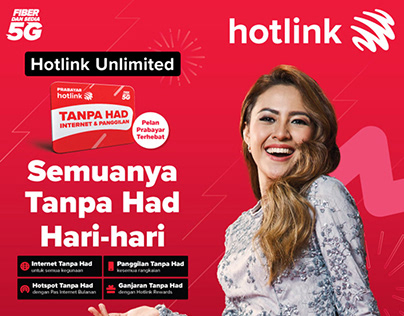 FIBER
DAN SEDIA
5G
hotlink
Hotlink Unlimited
PRABAYAR
hotlink
5G
TANPA HAD
INTERNET & PANGGILAN
Pelan
Prabayar
Terhebat
Semuanya
Tanpa Had
Hari-hari
Internet Tanpa Had
untuk semua kegunaan
Panggilan Tanpa Had
kesemua rangkaian
Hotspot Tanpa Had
dengan Pas Internet Bulanan
Ganjaran Tanpa Had
dengan Hotlink Rewards